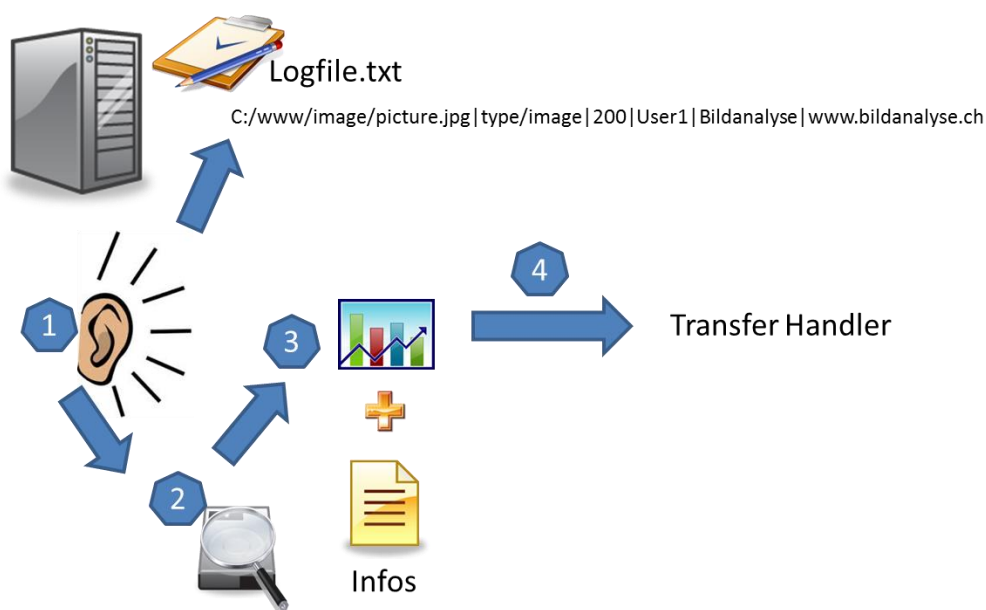 Logfile.txt
C:/www/image/picture.jpg|type/image|200|User1|Bildanalyse|www.bildanalyse.ch
1
2
3
4
Transfer Handler
Infos